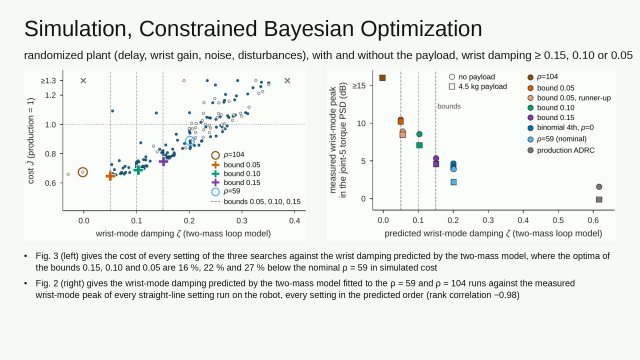 Simulation, Constrained Bayesian Optimization
randomized plant (delay, wrist gain, noise, disturbances), with and without the payload, wrist damping ≥ 0.15, 0.10 or 0.05
cost Ĵ (production = 1)
≥1.3
1.2
1.0
0.8
0.6
0.0
0.1
0.2
0.3
0.4
wrist-mode damping ζ (two-mass loop model)
ρ=104
bound 0.05
bound 0.10
bound 0.15
ρ=59
bounds 0.05, 0.10, 0.15
measured wrist-mode peak
in the joint-5 torque PSD (dB)
≥15
10
5
0
0.0
0.1
0.2
0.3
0.4
0.5
0.6
predicted wrist-mode damping ζ (two-mass loop model)
no payload
4.5 kg payload
bounds
ρ=104
bound 0.05
bound 0.05, runner-up
bound 0.10
bound 0.15
binomial 4th, ρ=0
ρ=59 (nominal)
production ADRC
• Fig. 3 (left) gives the cost of every setting of the three searches against the wrist damping predicted by the two-mass model, where the optima of
the bounds 0.15, 0.10 and 0.05 are 16 %, 22 % and 27 % below the nominal ρ = 59 in simulated cost
• Fig. 2 (right) gives the wrist-mode damping predicted by the two-mass model fitted to the ρ = 59 and ρ = 104 runs against the measured
wrist-mode peak of every straight-line setting run on the robot, every setting in the predicted order (rank correlation −0.98)